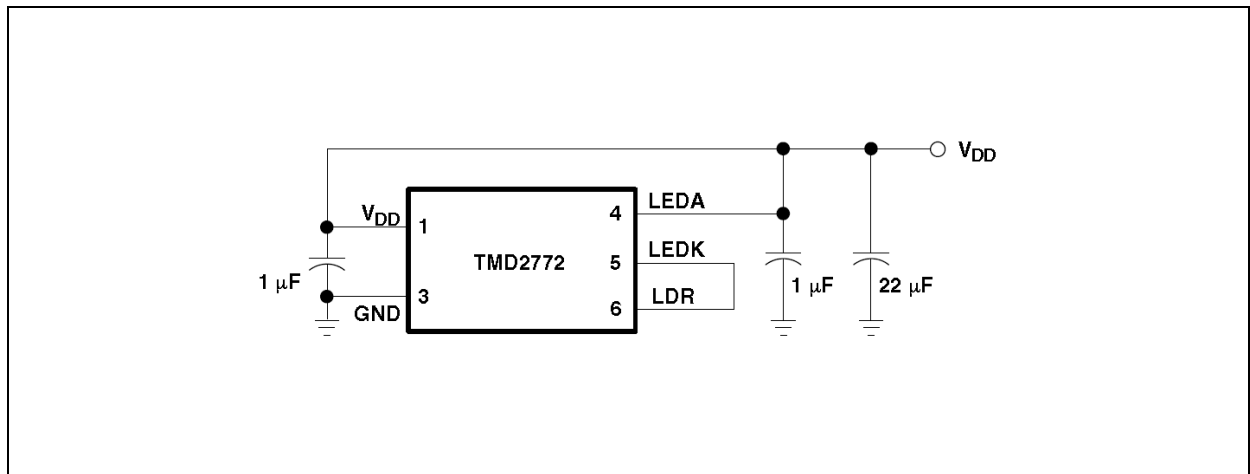 V_DD
V_DD 1 4 LEDA
TMD2772 5 LEDK
1 μF 1 μF 22 μF
GND 3 6 LDR